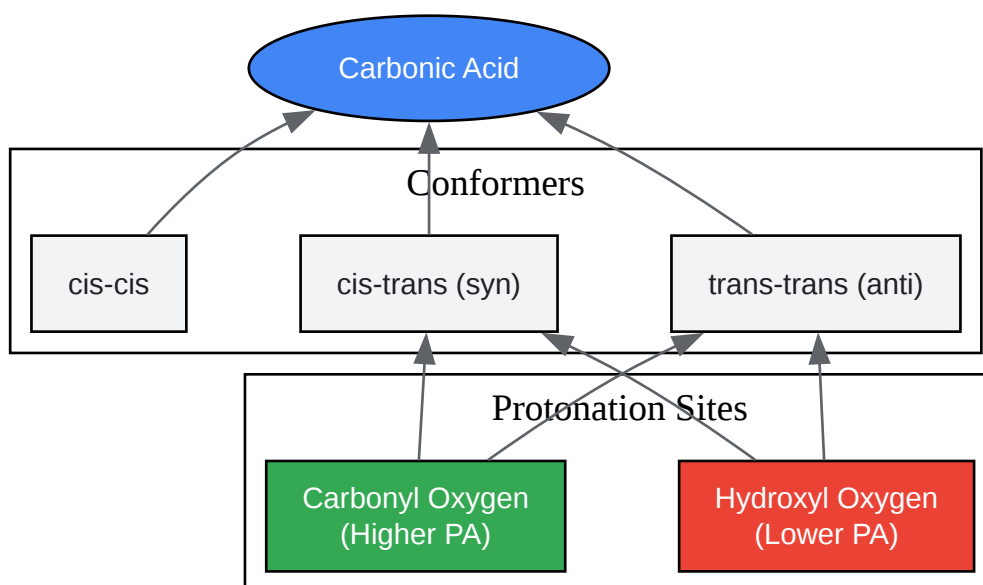 Carbonic Acid
Conformers
cis-cis
cis-trans (syn)
trans-trans (anti)
Protonation Sites
Carbonyl Oxygen
(Higher PA)
Hydroxyl Oxygen
(Lower PA)